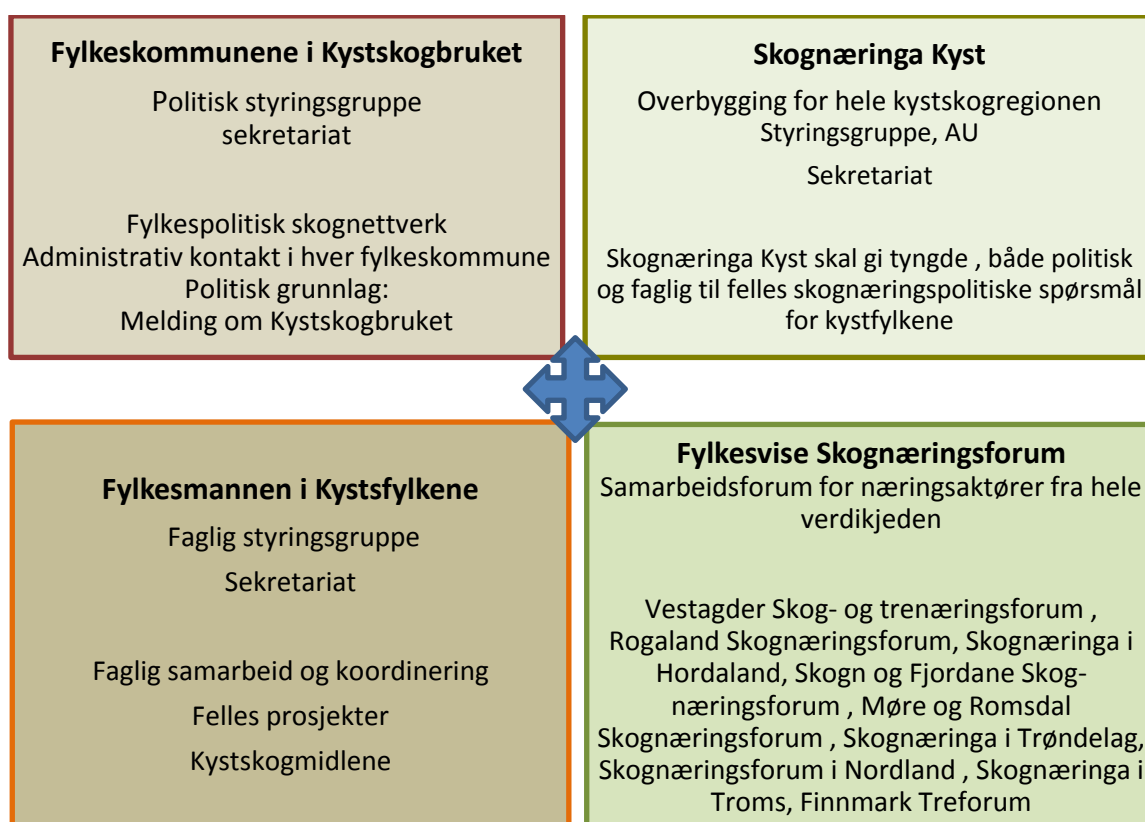 Fylkeskommunene i Kystskogbruket
Politisk styringsgruppe
sekretariat
Fylkespolitisk skognettverk
Administrativ kontakt i hver fylkeskommune
Politisk grunnlag:
Melding om Kystskogbruket
Skognæringa Kyst
Overbygging for hele kystskogregionen
Styringsgruppe, AU
Sekretariat
Skognæringa Kyst skal gi tyngde , både politisk
og faglig til felles skognæringspolitiske spørsmål
for kystfylkene
Fylkesmannen i Kystsfylkene
Faglig styringsgruppe
Sekretariat
Faglig samarbeid og koordinering
Felles prosjekter
Kystskogmidlene
Fylkesvise Skognæringsforum
Samarbeidsforum for næringsaktører fra hele
verdikjeden
Vestagder Skog- og trenæringsforum ,
Rogaland Skognæringsforum, Skognæringa i
Hordaland, Skogn og Fjordane Skog-
næringsforum , Møre og Romsdal
Skognæringsforum , Skognæringa i Trøndelag,
Skognæringsforum i Nordland , Skognæringa i
Troms, Finnmark Treforum